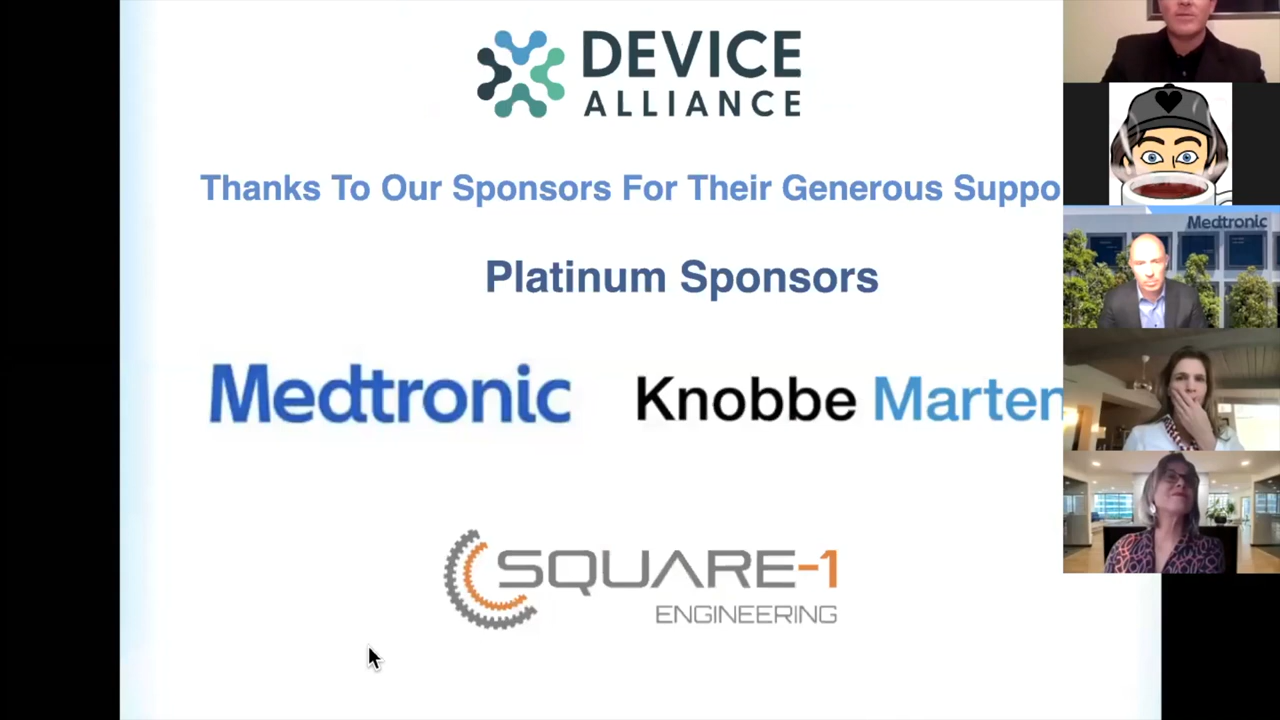 DEVICE
ALLIANCE
Thanks To Our Sponsors For Their Generous Suppo
Platinum Sponsors
Medtronic
Knobbe Marten
SQUARE-1
ENGINEERING
Medtronic